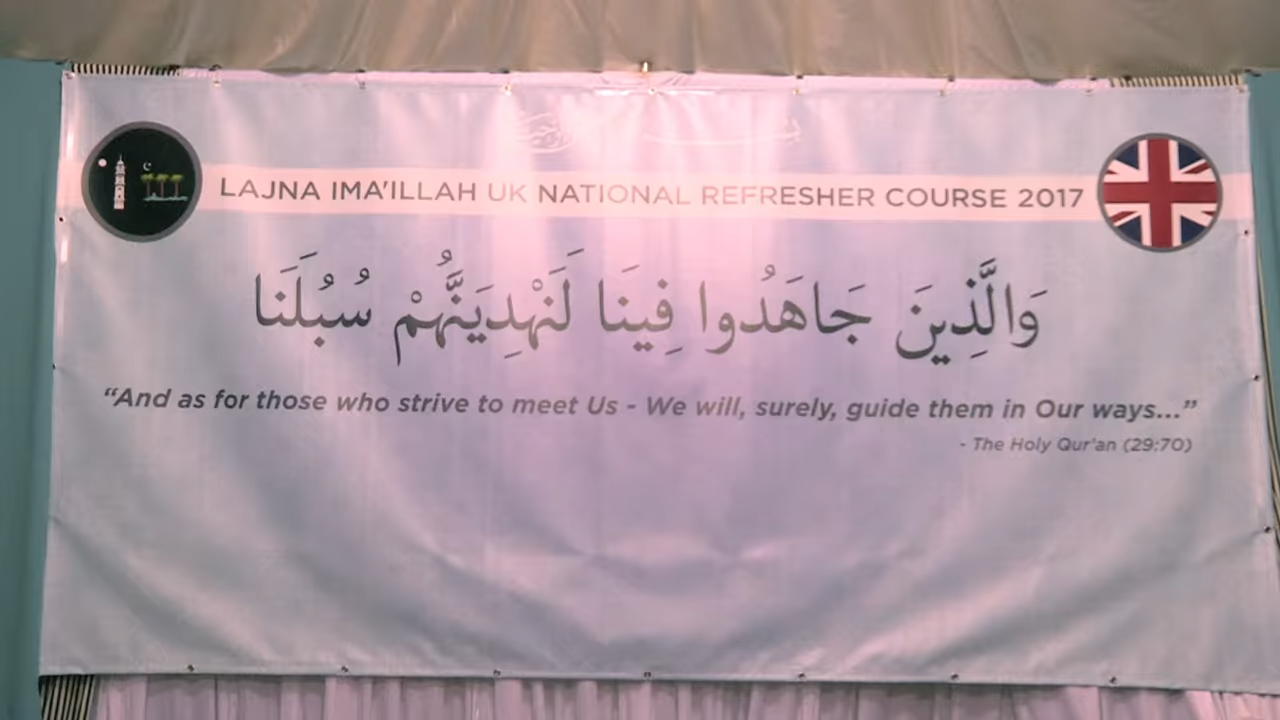 LAJNA IMA'ILLAH UK NATIONAL REFRESHER COURSE 2017
وَالَّذِينَ جَاهَدُوا فِينَا لَنَهْدِيَنَّهُمْ سُبُلَنَا
“And as for those who strive to meet Us - We will, surely, guide them in Our ways...”
- The Holy Qur'an (29:70)